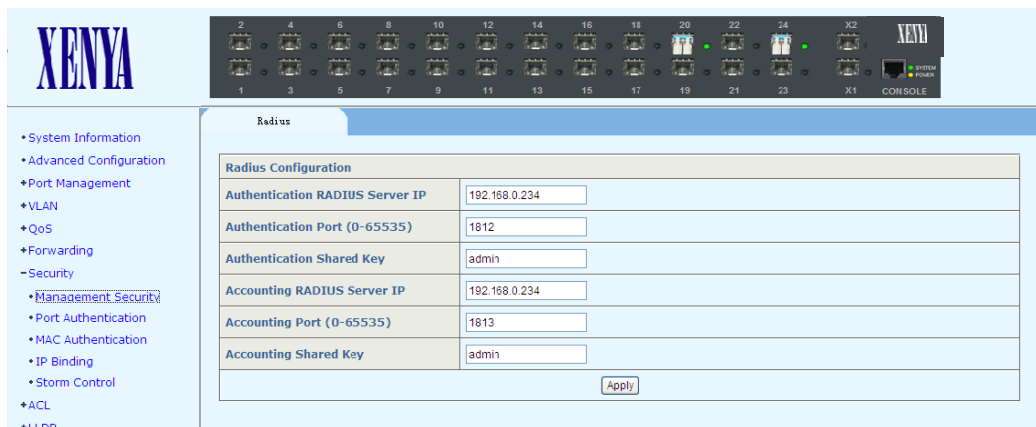 XENYA
2 4 6 8 10 12 14 16 18 20 22 24 X2
XENYA
SYSTEM
POWER
1 3 5 7 9 11 13 15 17 19 21 23 X1 CONSOLE
Radius
System Information
Advanced Configuration
Port Management
VLAN
QoS
Forwarding
Security
Management Security
Port Authentication
MAC Authentication
IP Binding
Storm Control
ACL
LLDP
Radius Configuration
Authentication RADIUS Server IP 192.168.0.234
Authentication Port (0-65535) 1812
Authentication Shared Key admin
Accounting RADIUS Server IP 192.168.0.234
Accounting Port (0-65535) 1813
Accounting Shared Key admin
Apply